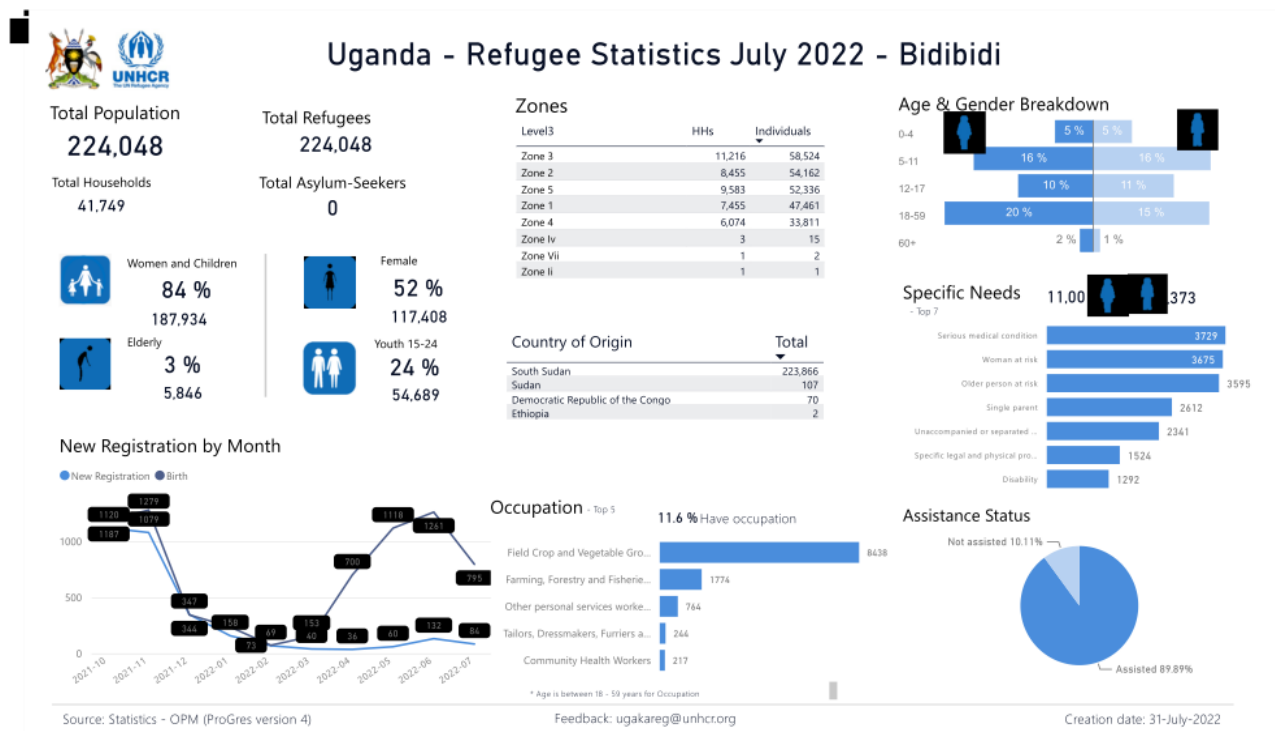 Uganda - Refugee Statistics July 2022 - Bidibidi
UNHCR
The UN Refugee Agency
Total Population
224,048
Total Refugees
224,048
Total Households
41,749
Total Asylum-Seekers
0
Women and Children
84 %
187,934
Female
52 %
117,408
Elderly
3 %
5,846
Youth 15-24
24 %
54,689
Zones
Level3 HHs Individuals
Zone 3 11,216 58,524
Zone 2 8,455 54,162
Zone 5 9,583 52,336
Zone 1 7,455 47,461
Zone 4 6,074 33,811
Zone Iv 3 15
Zone Vii 1 2
Zone Ii 1 1
Country of Origin Total
South Sudan 223,866
Sudan 107
Democratic Republic of the Congo 70
Ethiopia 2
Age & Gender Breakdown
0-4 5 % 5 %
5-11 16 % 16 %
12-17 10 % 11 %
18-59 20 % 15 %
60+ 2 % 1 %
Specific Needs 11,00 ,373
- Top 7
Serious medical condition 3729
Woman at risk 3675
Older person at risk 3595
Single parent 2612
Unaccompanied or separated ... 2341
Specific legal and physical pro... 1524
Disability 1292
New Registration by Month
New Registration Birth
1279
1120 1079
1187
1118
1261
1000
700
795
500
347
344
158
153
73
69
40
36
60
132
84
0
2021-10 2021-11 2021-12 2022-01 2022-02 2022-03 2022-04 2022-05 2022-06 2022-07
Occupation - Top 5
11.6 % Have occupation
Field Crop and Vegetable Gro... 8438
Farming, Forestry and Fisherie... 1774
Other personal services worke... 764
Tailors, Dressmakers, Furriers a... 244
Community Health Workers 217
* Age is between 18 - 59 years for Occupation
Assistance Status
Not assisted 10.11%
Assisted 89.89%
Source: Statistics - OPM (ProGres version 4)
Feedback: ugakareg@unhcr.org
Creation date: 31-July-2022